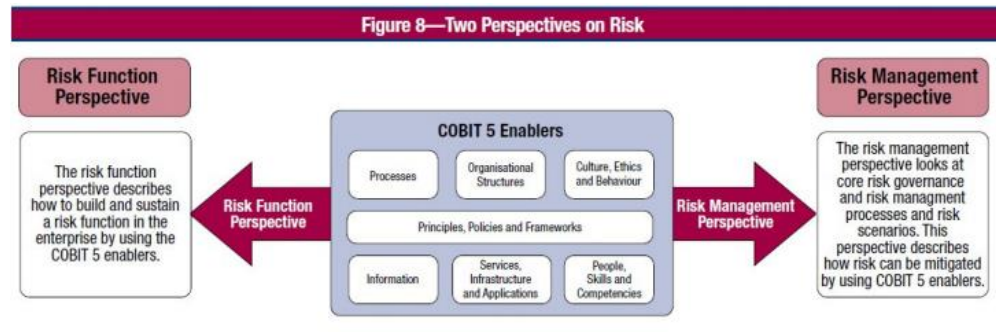 Figure 8—Two Perspectives on Risk
Risk Function
Perspective
The risk function
perspective describes
how to build and sustain
a risk function in the
enterprise by using the
COBIT 5 enablers.
Risk Function
Perspective
COBIT 5 Enablers
Processes
Organisational
Structures
Culture, Ethics
and Behaviour
Principles, Policies and Frameworks
Information
Services,
Infrastructure
and Applications
People,
Skills and
Competencies
Risk Management
Perspective
Risk Management
Perspective
The risk management
perspective looks at
core risk governance
and risk managment
processes and risk
scenarios. This
perspective describes
how risk can be mitigated
by using COBIT 5 enablers.